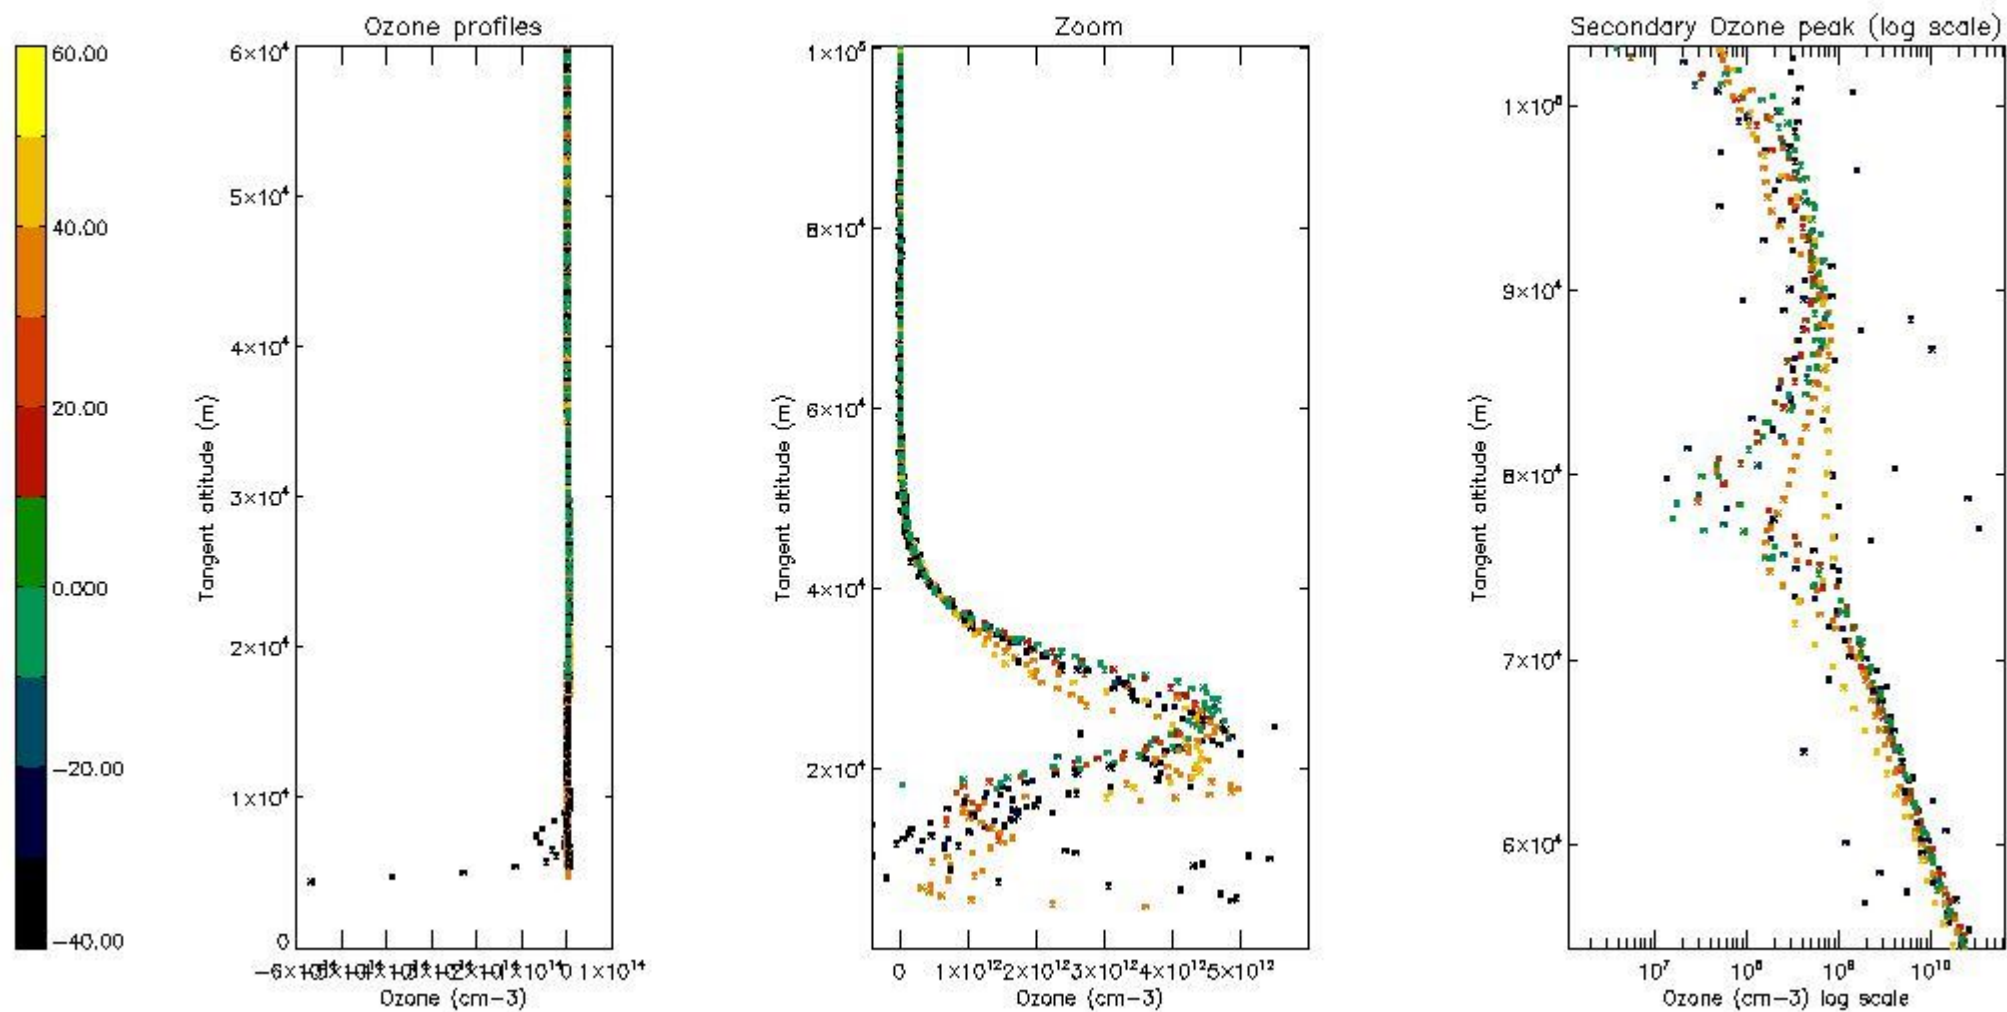 Ozone profiles
Zoom
Secondary Ozone peak (log scale)
60.00
40.00
20.00
0.000
−20.00
−40.00
6×10⁴
5×10⁴
4×10⁴
3×10⁴
2×10⁴
1×10⁴
0
Tangent altitude (m)
0 1×10¹⁴
Ozone (cm−3)
1×10⁵
8×10⁴
6×10⁴
4×10⁴
2×10⁴
Tangent altitude (m)
0 1×10¹² 2×10¹² 3×10¹² 4×10¹² 5×10¹²
Ozone (cm−3)
9×10⁴
8×10⁴
7×10⁴
6×10⁴
Tangent altitude (m)
10⁷ 10⁸ 10⁹ 10¹⁰
Ozone (cm−3) log scale